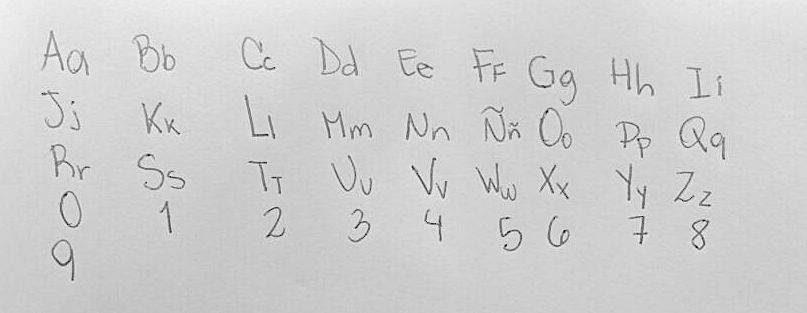 Aa Bb Cc Dd Ee Ff Gg Hh Ii
Jj Kk Ll Mm Nn Ññ Oo Pp Qq
Rr Ss Tt Uu Vv Ww Xx Yy Zz
0 1 2 3 4 5 6 7 8
9